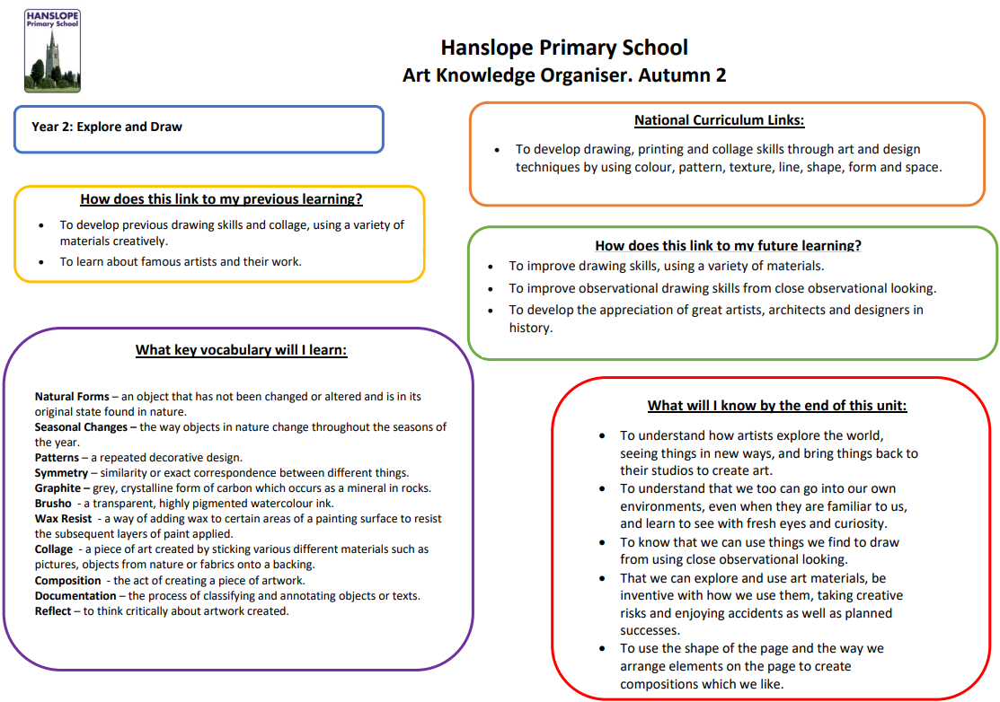 HANSLOPE
Primary School
Hanslope Primary School
Art Knowledge Organiser. Autumn 2
Year 2: Explore and Draw
National Curriculum Links:
• To develop drawing, printing and collage skills through art and design
techniques by using colour, pattern, texture, line, shape, form and space.
How does this link to my previous learning?
• To develop previous drawing skills and collage, using a variety of
materials creatively.
• To learn about famous artists and their work.
How does this link to my future learning?
• To improve drawing skills, using a variety of materials.
• To improve observational drawing skills from close observational looking.
• To develop the appreciation of great artists, architects and designers in
history.
What key vocabulary will I learn:
Natural Forms – an object that has not been changed or altered and is in its
original state found in nature.
Seasonal Changes – the way objects in nature change throughout the seasons of
the year.
Patterns – a repeated decorative design.
Symmetry – similarity or exact correspondence between different things.
Graphite – grey, crystalline form of carbon which occurs as a mineral in rocks.
Brusho - a transparent, highly pigmented watercolour ink.
Wax Resist - a way of adding wax to certain areas of a painting surface to resist
the subsequent layers of paint applied.
Collage - a piece of art created by sticking various different materials such as
pictures, objects from nature or fabrics onto a backing.
Composition - the act of creating a piece of artwork.
Documentation – the process of classifying and annotating objects or texts.
Reflect – to think critically about artwork created.
What will I know by the end of this unit:
• To understand how artists explore the world,
seeing things in new ways, and bring things back to
their studios to create art.
• To understand that we too can go into our own
environments, even when they are familiar to us,
and learn to see with fresh eyes and curiosity.
• To know that we can use things we find to draw
from using close observational looking.
• That we can explore and use art materials, be
inventive with how we use them, taking creative
risks and enjoying accidents as well as planned
successes.
• To use the shape of the page and the way we
arrange elements on the page to create
compositions which we like.